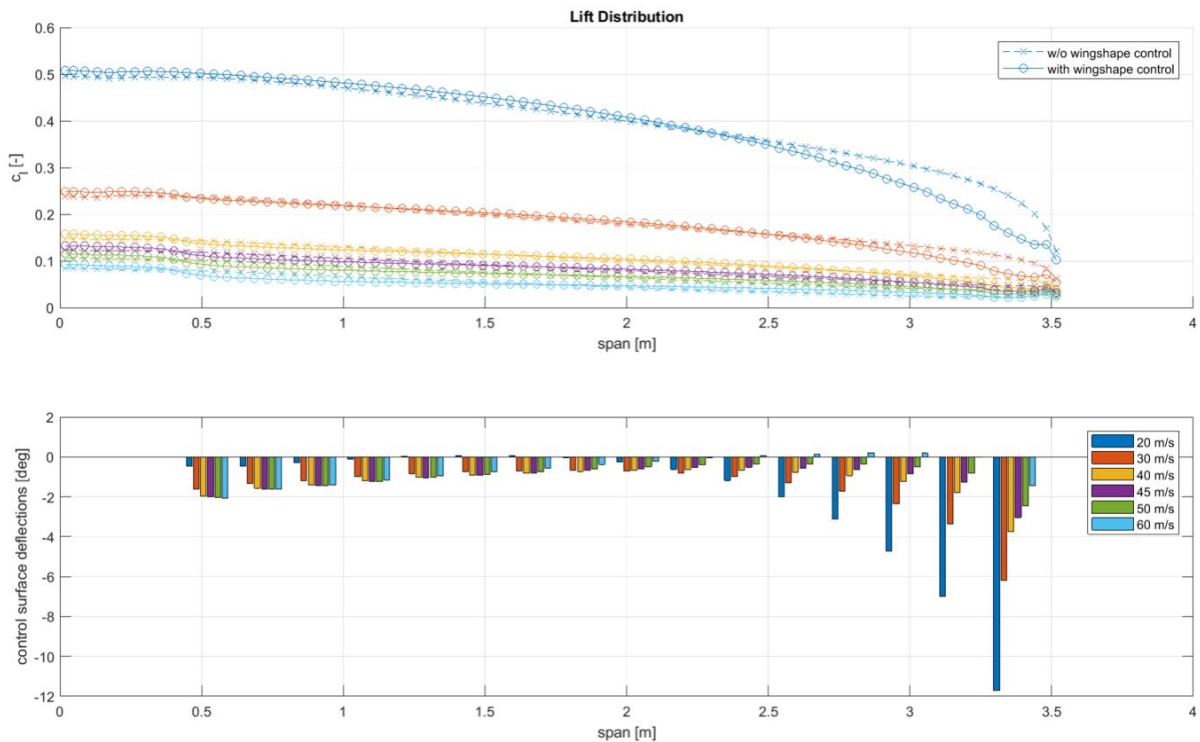 Lift Distribution
0.6
0.5
0.4
0.3
0.2
0.1
0
c_l [-]
w/o wingshape control
with wingshape control
0 0.5 1 1.5 2 2.5 3 3.5 4
span [m]
2
0
-2
-4
-6
-8
-10
-12
control surface deflections [deg]
20 m/s
30 m/s
40 m/s
45 m/s
50 m/s
60 m/s
0 0.5 1 1.5 2 2.5 3 3.5 4
span [m]